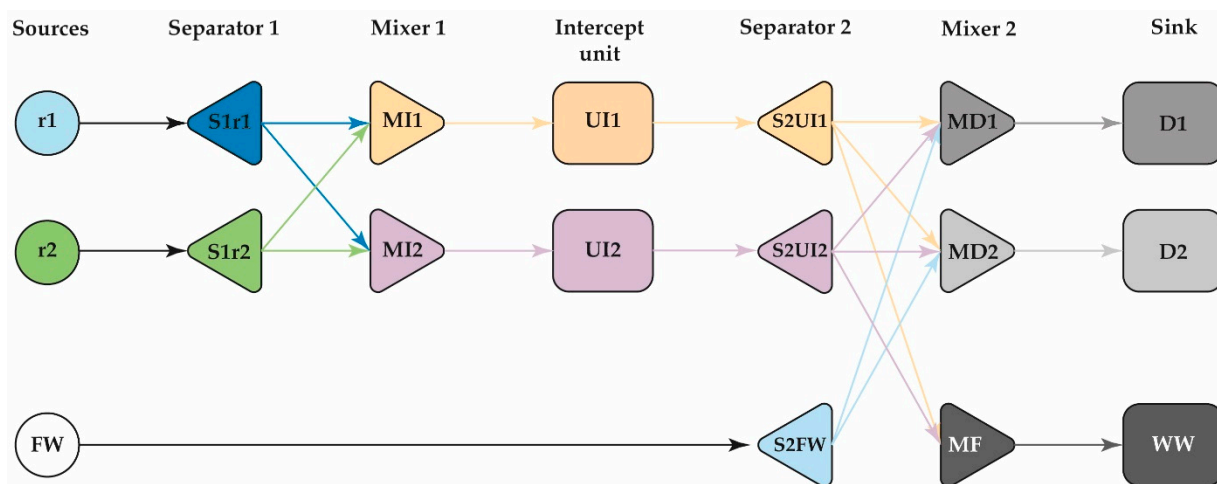 Sources Separator 1 Mixer 1 Intercept unit Separator 2 Mixer 2 Sink
r1 S1r1 MI1 UI1 S2UI1 MD1 D1
r2 S1r2 MI2 UI2 S2UI2 MD2 D2
FW S2FW MF WW